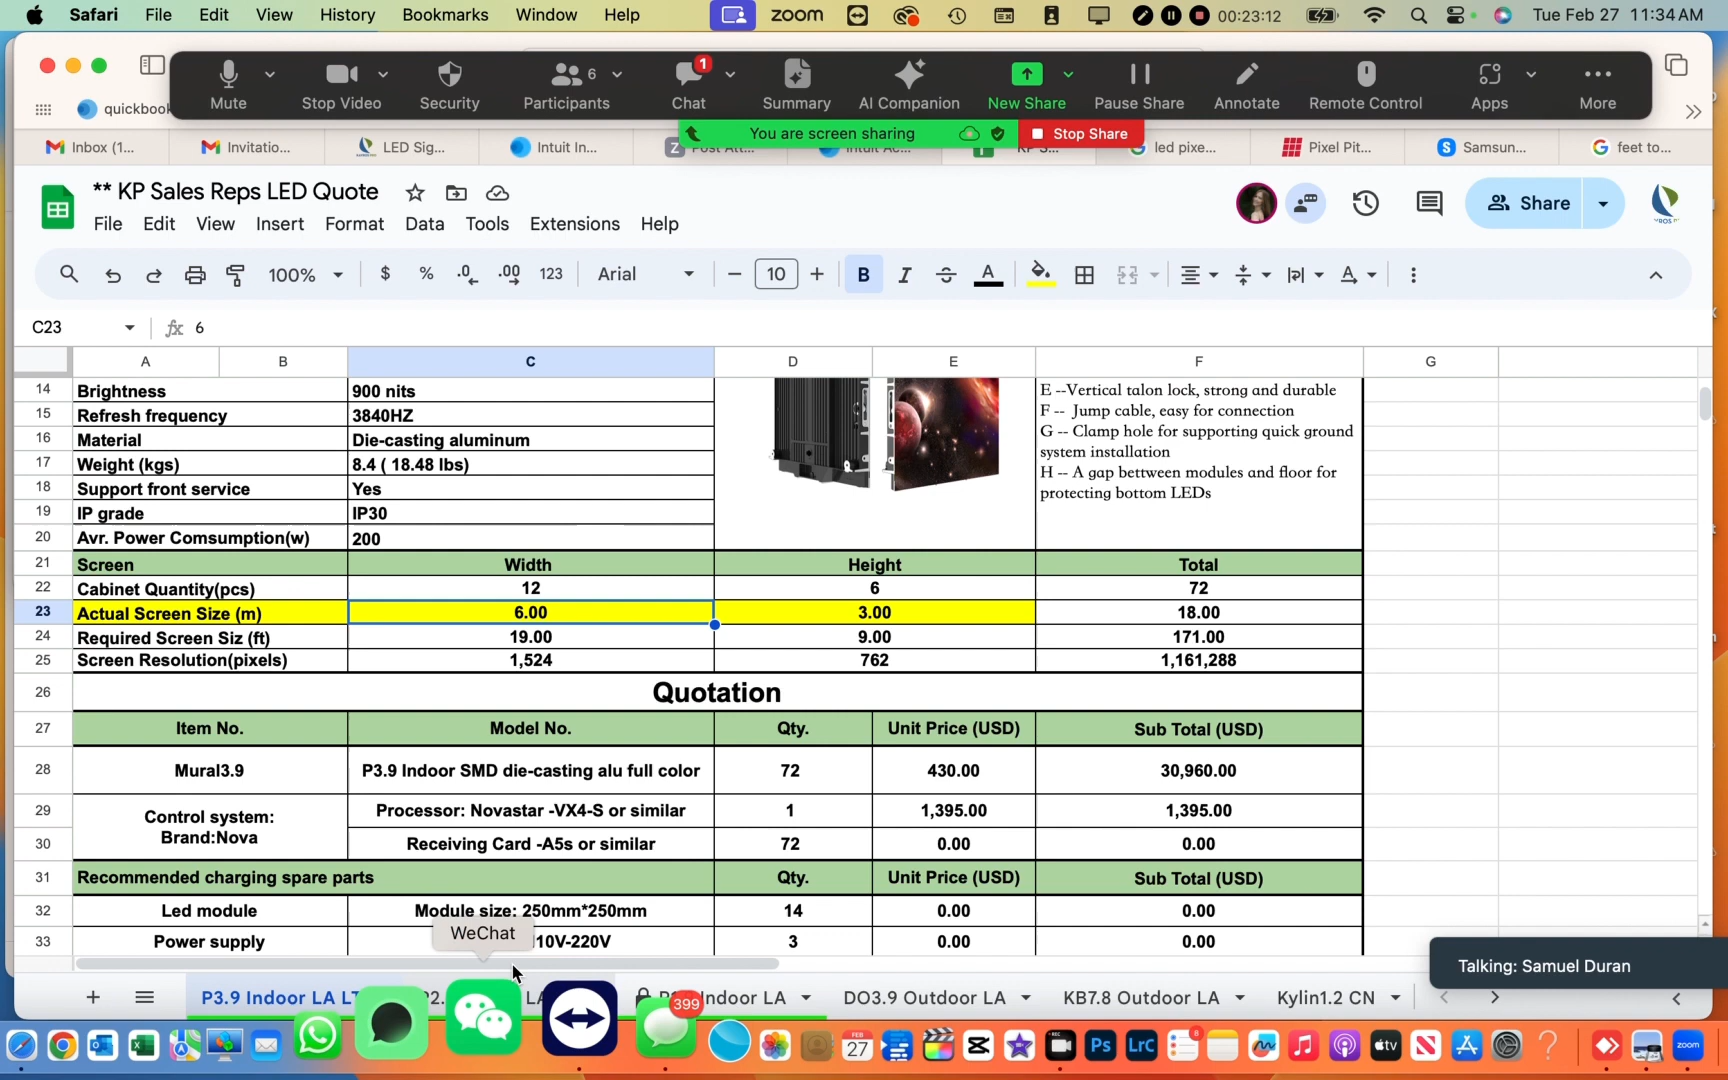 Safari File Edit View History Bookmarks Window Help zoom 00:23:12 Tue Feb 27 11:34 AM
Mute Stop Video Security 6 Participants 1 Chat Summary AI Companion New Share Pause Share Annotate Remote Control Apps More
quickbook
You are screen sharing Stop Share
Inbox (1... Invitatio... LED Sig... Intuit In... led pixe... Pixel Pit... Samsun... feet to...
** KP Sales Reps LED Quote
File Edit View Insert Format Data Tools Extensions Help
Share
100% $ % .0 .00 123 Arial 10 B I A
C23 fx 6
A B C D E F G
14 Brightness 900 nits E --Vertical talon lock, strong and durable
15 Refresh frequency 3840HZ F -- Jump cable, easy for connection
16 Material Die-casting aluminum G -- Clamp hole for supporting quick ground
system installation
17 Weight (kgs) 8.4 ( 18.48 lbs) H -- A gap bettween modules and floor for
18 Support front service Yes protecting bottom LEDs
19 IP grade IP30
20 Avr. Power Comsumption(w) 200
21 Screen Width Height Total
22 Cabinet Quantity(pcs) 12 6 72
23 Actual Screen Size (m) 6.00 3.00 18.00
24 Required Screen Siz (ft) 19.00 9.00 171.00
25 Screen Resolution(pixels) 1,524 762 1,161,288
26 Quotation
27 Item No. Model No. Qty. Unit Price (USD) Sub Total (USD)
28 Mural3.9 P3.9 Indoor SMD die-casting alu full color 72 430.00 30,960.00
29 Control system: Processor: Novastar -VX4-S or similar 1 1,395.00 1,395.00
30 Brand:Nova Receiving Card -A5s or similar 72 0.00 0.00
31 Recommended charging spare parts Qty. Unit Price (USD) Sub Total (USD)
32 Led module Module size: 250mm*250mm 14 0.00 0.00
33 Power supply 10V-220V 3 0.00 0.00
WeChat
Talking: Samuel Duran
P3.9 Indoor LA LT Indoor LA DO3.9 Outdoor LA KB7.8 Outdoor LA Kylin1.2 CN
399 FEB 27 Ps LrC 8 tv zoom